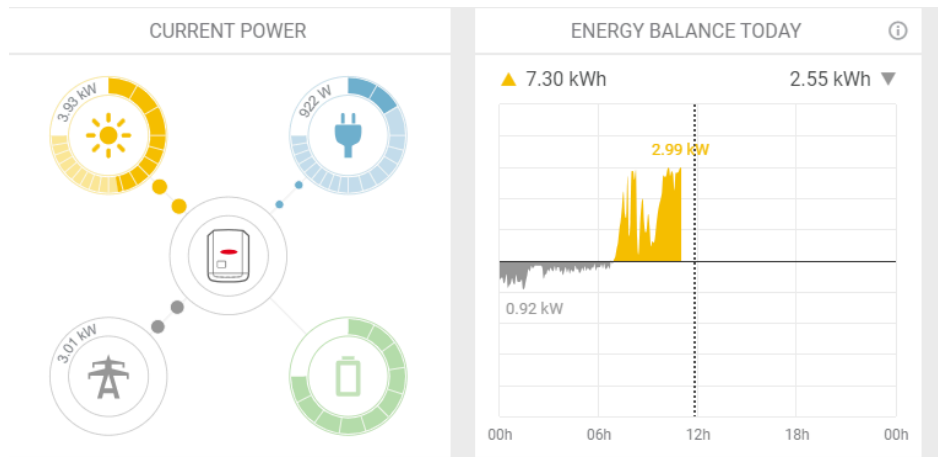 CURRENT POWER
3.93 kW
922 W
3.01 kW
ENERGY BALANCE TODAY
7.30 kWh
2.55 kWh
2.99 kW
0.92 kW
00h 06h 12h 18h 00h